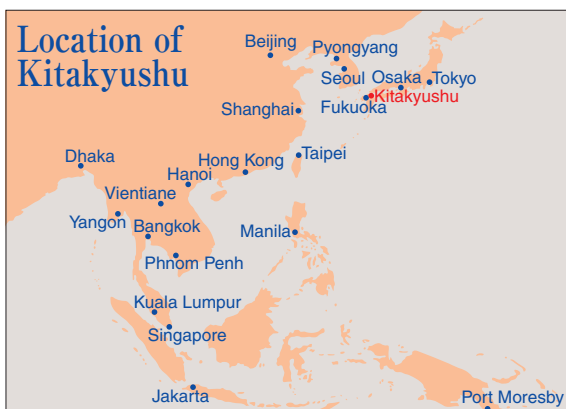 Location of
Kitakyushu
Beijing
Pyongyang
Seoul
Osaka
Tokyo
Kitakyushu
Fukuoka
Shanghai
Taipei
Hong Kong
Dhaka
Hanoi
Vientiane
Yangon
Bangkok
Manila
Phnom Penh
Kuala Lumpur
Singapore
Jakarta
Port Moresby